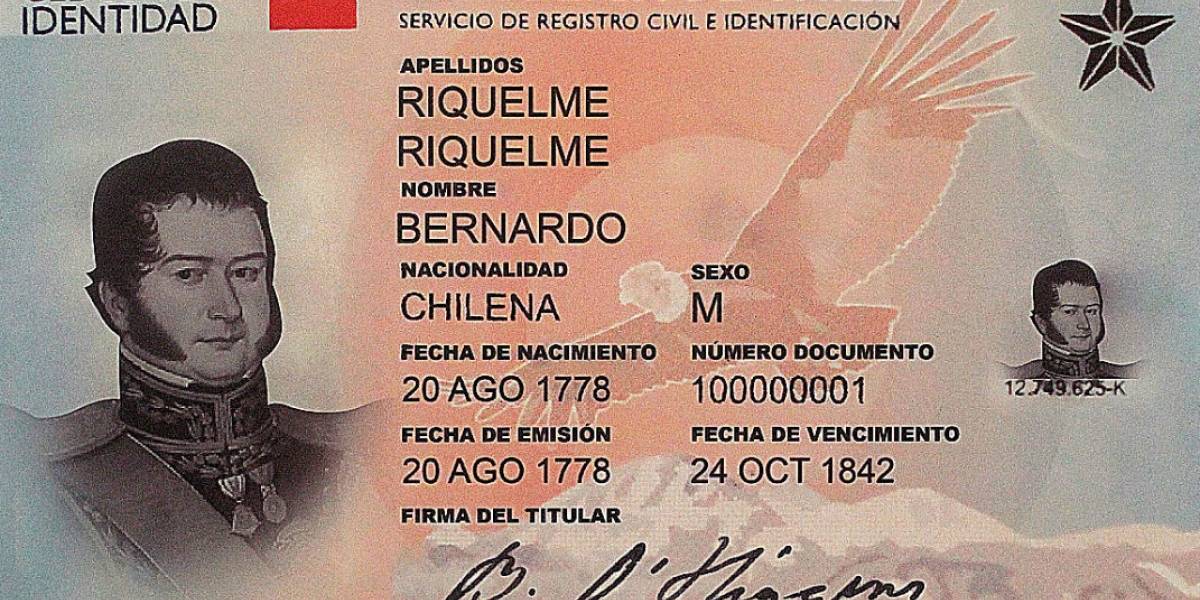 IDENTIDAD
SERVICIO DE REGISTRO CIVIL E IDENTIFICACIÓN
APELLIDOS
RIQUELME
RIQUELME
NOMBRE
BERNARDO
NACIONALIDAD SEXO
CHILENA M
FECHA DE NACIMIENTO NÚMERO DOCUMENTO
20 AGO 1778 100000001
12.749.625-K
FECHA DE EMISIÓN FECHA DE VENCIMIENTO
20 AGO 1778 24 OCT 1842
FIRMA DEL TITULAR
B. O'Higgins